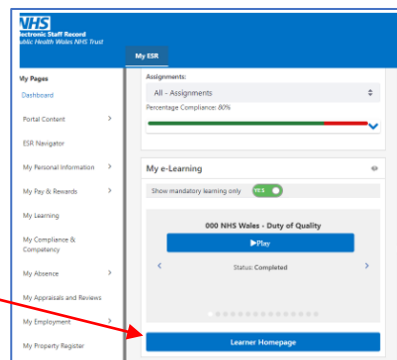 NHS
Electronic Staff Record
Public Health Wales NHS Trust
My ESR
My Pages
Dashboard
Portal Content
ESR Navigator
My Personal Information
My Pay & Rewards
My Learning
My Compliance &
Competency
My Absence
My Appraisals and Reviews
My Employment
My Property Register
Assignments:
All - Assignments
Percentage Compliance: 80%
My e-Learning
Show mandatory learning only YES
000 NHS Wales - Duty of Quality
Play
Status: Completed
Learner Homepage